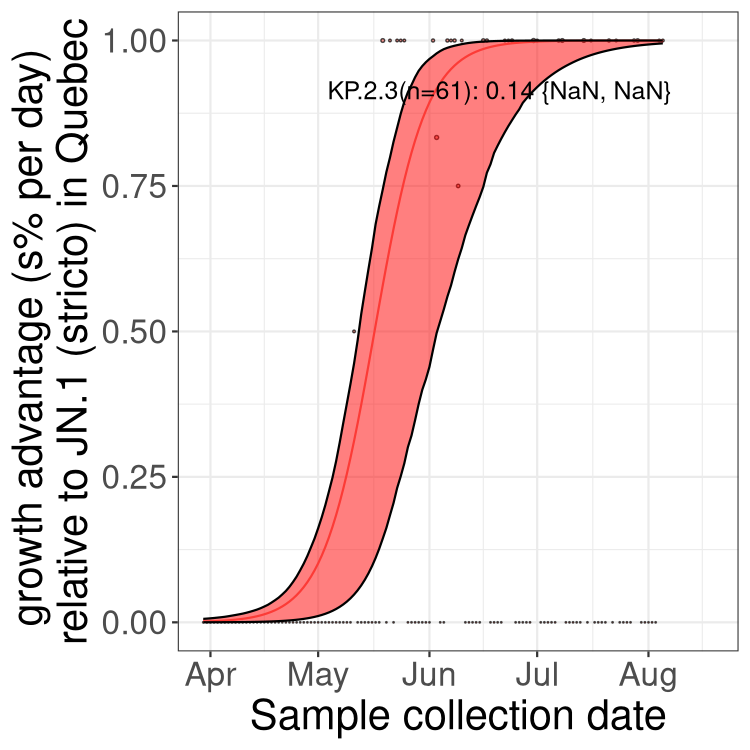 growth advantage (s% per day)
relative to JN.1 (stricto) in Quebec
1.00
0.75
0.50
0.25
0.00
KP.2.3(n=61): 0.14 {NaN, NaN}
Apr May Jun Jul Aug
Sample collection date